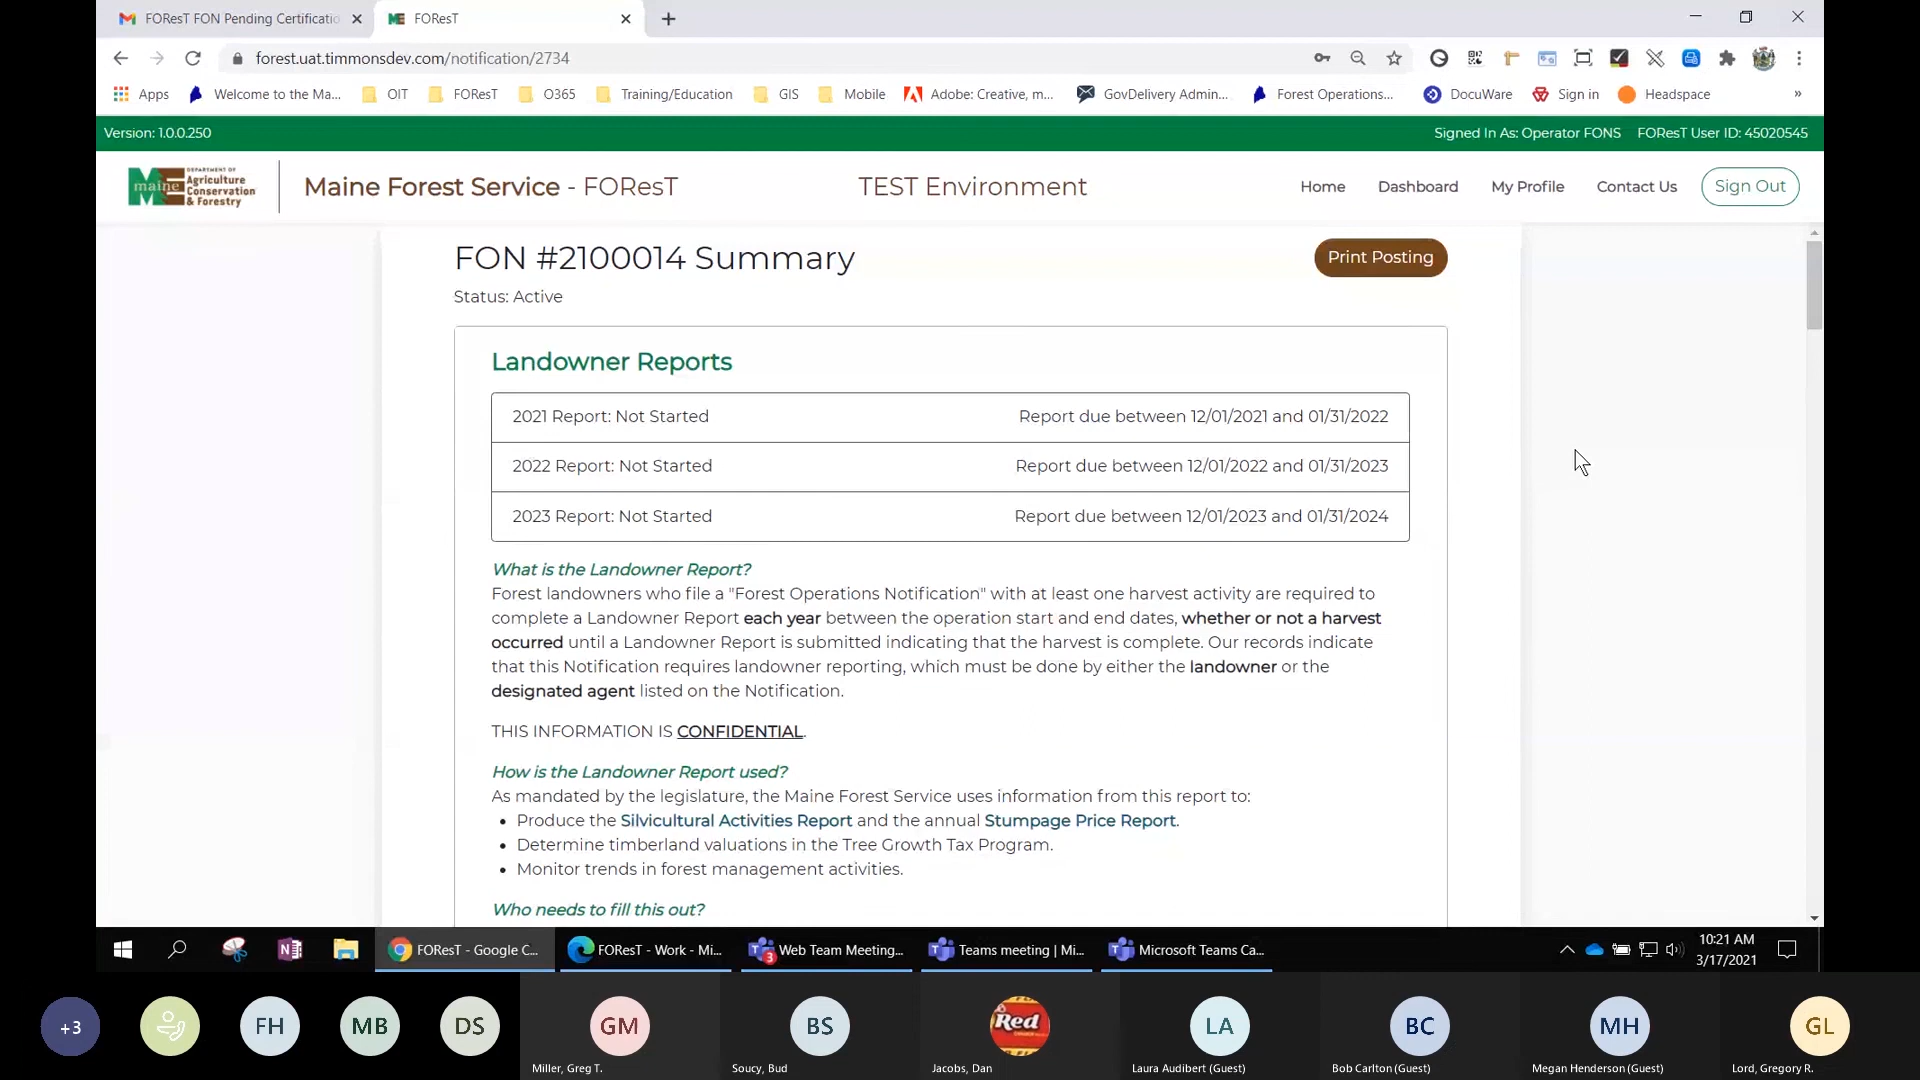 FOResT FON Pending Certificatio
FOResT
forest.uat.timmonsdev.com/notification/2734
Apps
Welcome to the Ma...
OIT
FOResT
O365
Training/Education
GIS
Mobile
Adobe: Creative, m...
GovDelivery Admin...
Forest Operations...
DocuWare
Sign in
Headspace
»
Version: 1.0.0.250
Signed In As: Operator FONS
FOResT User ID: 45020545
maine
DEPARTMENT OF
Agriculture
Conservation
& Forestry
Maine Forest Service - FOResT
TEST Environment
Home
Dashboard
My Profile
Contact Us
Sign Out
FON #2100014 Summary
Print Posting
Status: Active
Landowner Reports
2021 Report: Not Started
Report due between 12/01/2021 and 01/31/2022
2022 Report: Not Started
Report due between 12/01/2022 and 01/31/2023
2023 Report: Not Started
Report due between 12/01/2023 and 01/31/2024
What is the Landowner Report?
Forest landowners who file a "Forest Operations Notification" with at least one harvest activity are required to
complete a Landowner Report each year between the operation start and end dates, whether or not a harvest
occurred until a Landowner Report is submitted indicating that the harvest is complete. Our records indicate
that this Notification requires landowner reporting, which must be done by either the landowner or the
designated agent listed on the Notification.
THIS INFORMATION IS CONFIDENTIAL.
How is the Landowner Report used?
As mandated by the legislature, the Maine Forest Service uses information from this report to:
• Produce the Silvicultural Activities Report and the annual Stumpage Price Report.
• Determine timberland valuations in the Tree Growth Tax Program.
• Monitor trends in forest management activities.
Who needs to fill this out?
FOResT - Google C...
FOResT - Work - Mi...
3
Web Team Meeting...
Teams meeting | Mi...
Microsoft Teams Ca...
10:21 AM
3/17/2021
+3
FH
MB
DS
GM
BS
Red
LA
BC
MH
GL
Miller, Greg T.
Soucy, Bud
Jacobs, Dan
Laura Audibert (Guest)
Bob Carlton (Guest)
Megan Henderson (Guest)
Lord, Gregory R.